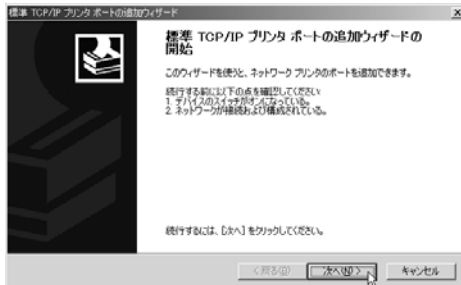 標準 TCP/IP プリンタ ポートの追加ウィザード
標準 TCP/IP プリンタ ポートの追加ウィザードの
開始
このウィザードを使うと、ネットワーク プリンタのポートを追加できます。
続行する前に以下の点を確認してください:
1. デバイスのスイッチがオンになっている。
2. ネットワークが接続および構成されている。
続行するには、[次へ] をクリックしてください。
< 戻る(B)
次へ(N) >
キャンセル